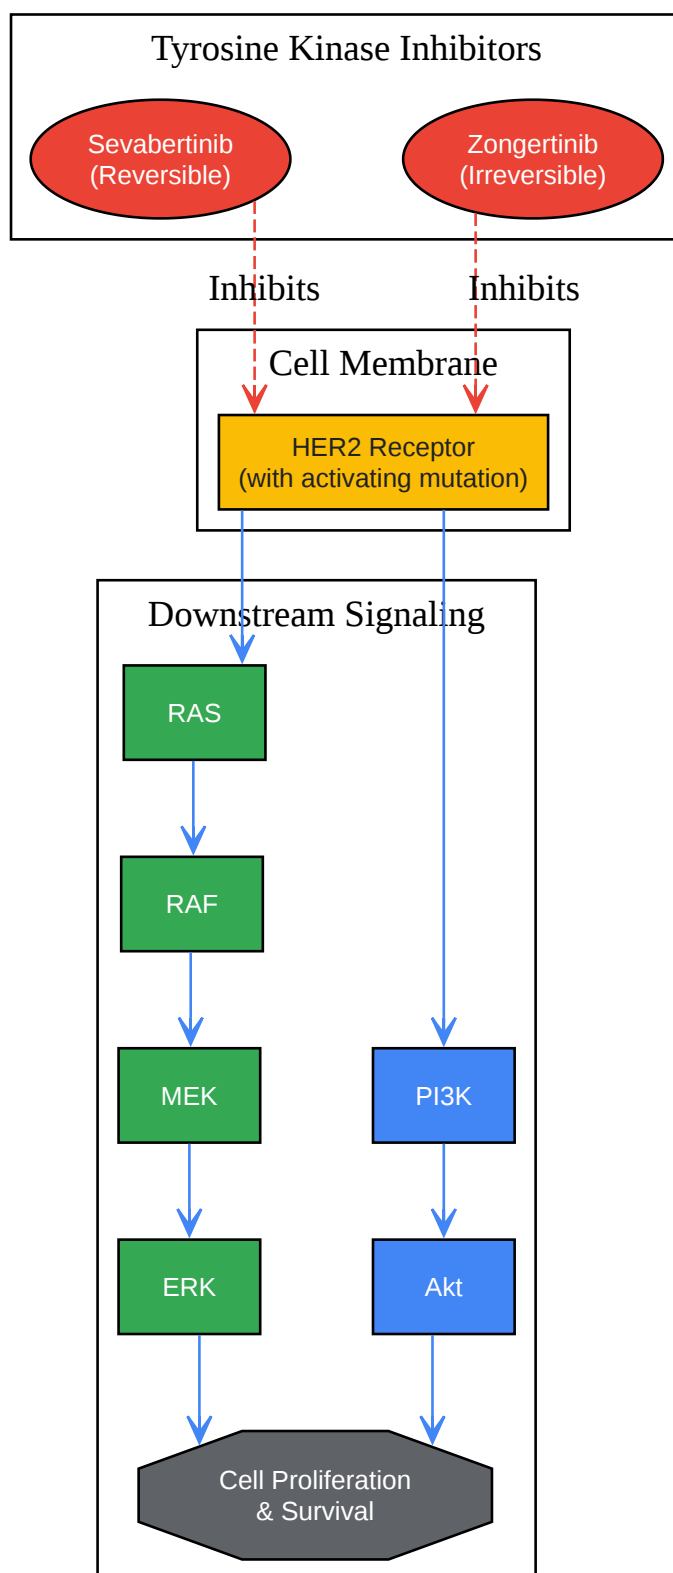 Tyrosine Kinase Inhibitors
Sevabertinib
(Reversible)
Zongertinib
(Irreversible)
Inhibits
Inhibits
Cell Membrane
HER2 Receptor
(with activating mutation)
Downstream Signaling
RAS
RAF
MEK
PI3K
ERK
Akt
Cell Proliferation
& Survival